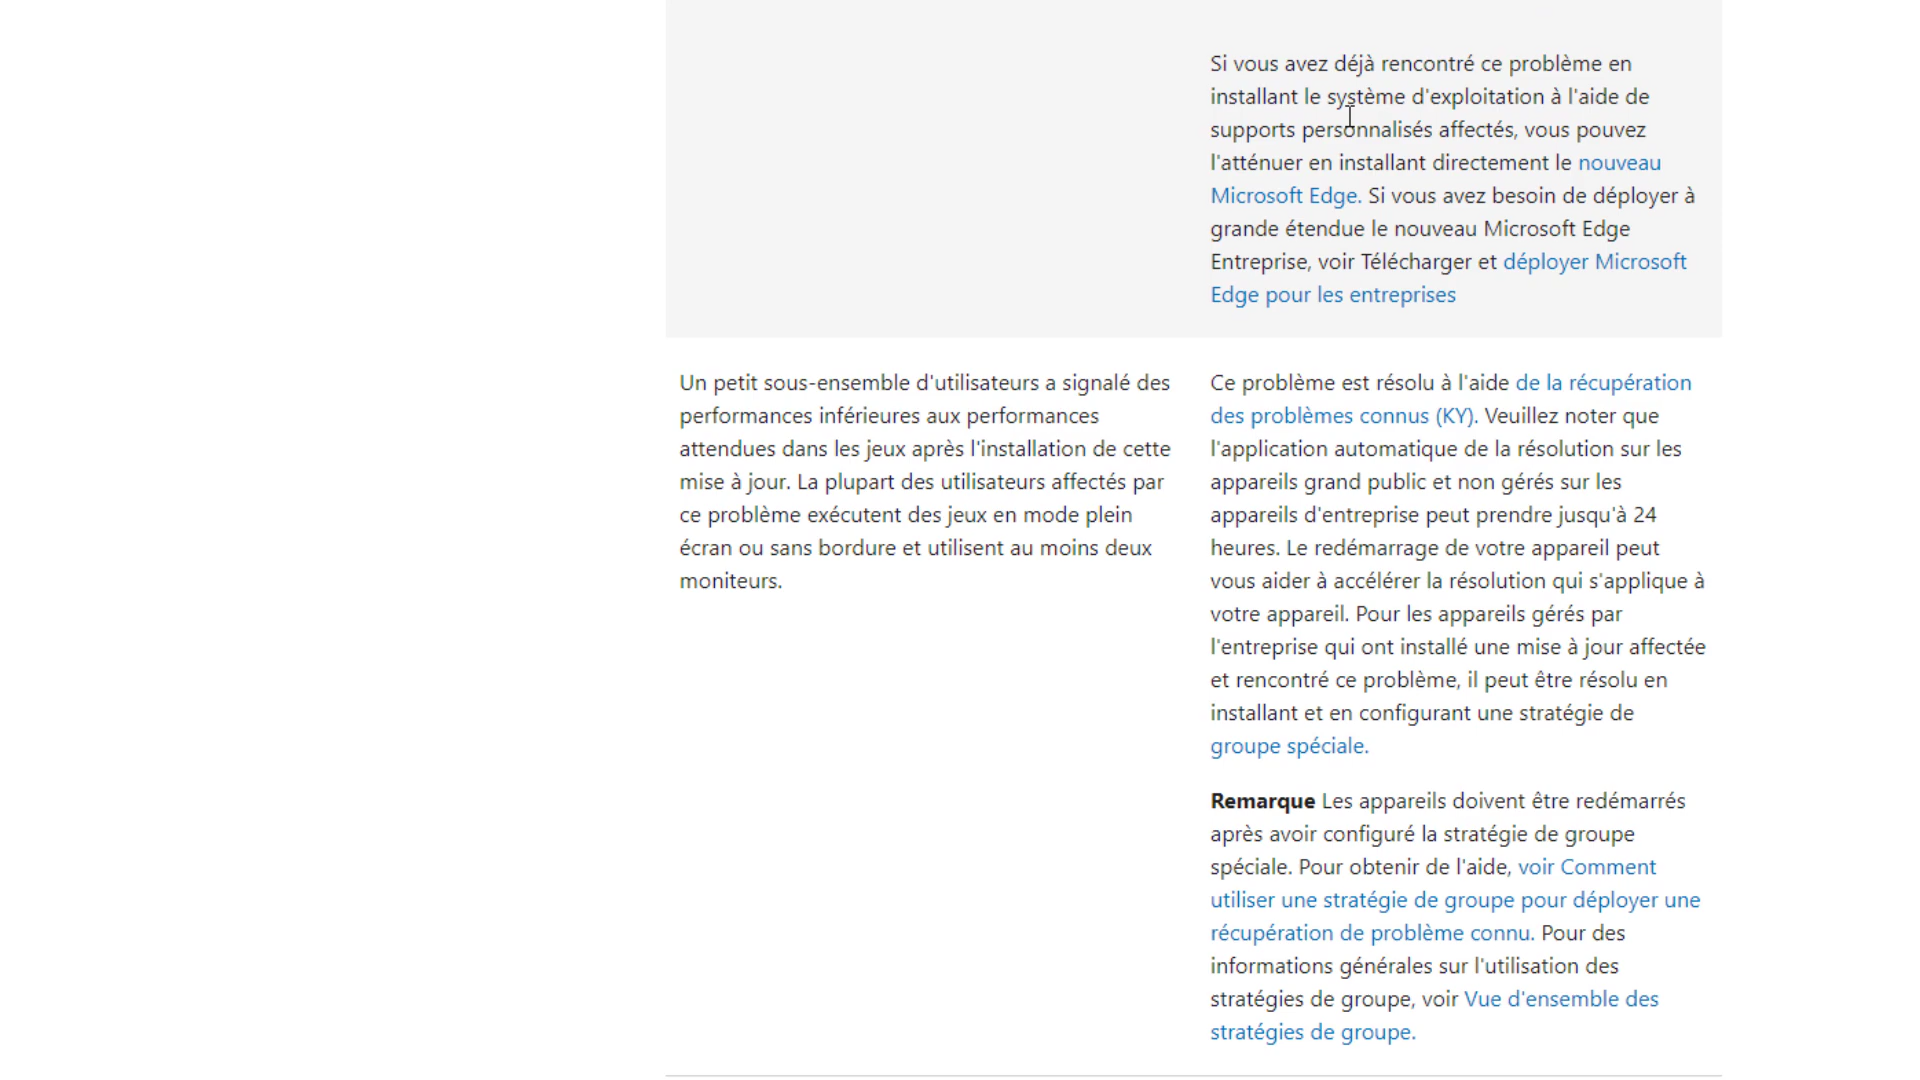 Si vous avez déjà rencontré ce problème en
installant le système d'exploitation à l'aide de
supports personnalisés affectés, vous pouvez
l'atténuer en installant directement le nouveau
Microsoft Edge. Si vous avez besoin de déployer à
grande étendue le nouveau Microsoft Edge
Entreprise, voir Télécharger et déployer Microsoft
Edge pour les entreprises
Un petit sous-ensemble d'utilisateurs a signalé des
performances inférieures aux performances
attendues dans les jeux après l'installation de cette
mise à jour. La plupart des utilisateurs affectés par
ce problème exécutent des jeux en mode plein
écran ou sans bordure et utilisent au moins deux
moniteurs.
Ce problème est résolu à l'aide de la récupération
des problèmes connus (KY). Veuillez noter que
l'application automatique de la résolution sur les
appareils grand public et non gérés sur les
appareils d'entreprise peut prendre jusqu'à 24
heures. Le redémarrage de votre appareil peut
vous aider à accélérer la résolution qui s'applique à
votre appareil. Pour les appareils gérés par
l'entreprise qui ont installé une mise à jour affectée
et rencontré ce problème, il peut être résolu en
installant et en configurant une stratégie de
groupe spéciale.
Remarque Les appareils doivent être redémarrés
après avoir configuré la stratégie de groupe
spéciale. Pour obtenir de l'aide, voir Comment
utiliser une stratégie de groupe pour déployer une
récupération de problème connu. Pour des
informations générales sur l'utilisation des
stratégies de groupe, voir Vue d'ensemble des
stratégies de groupe.